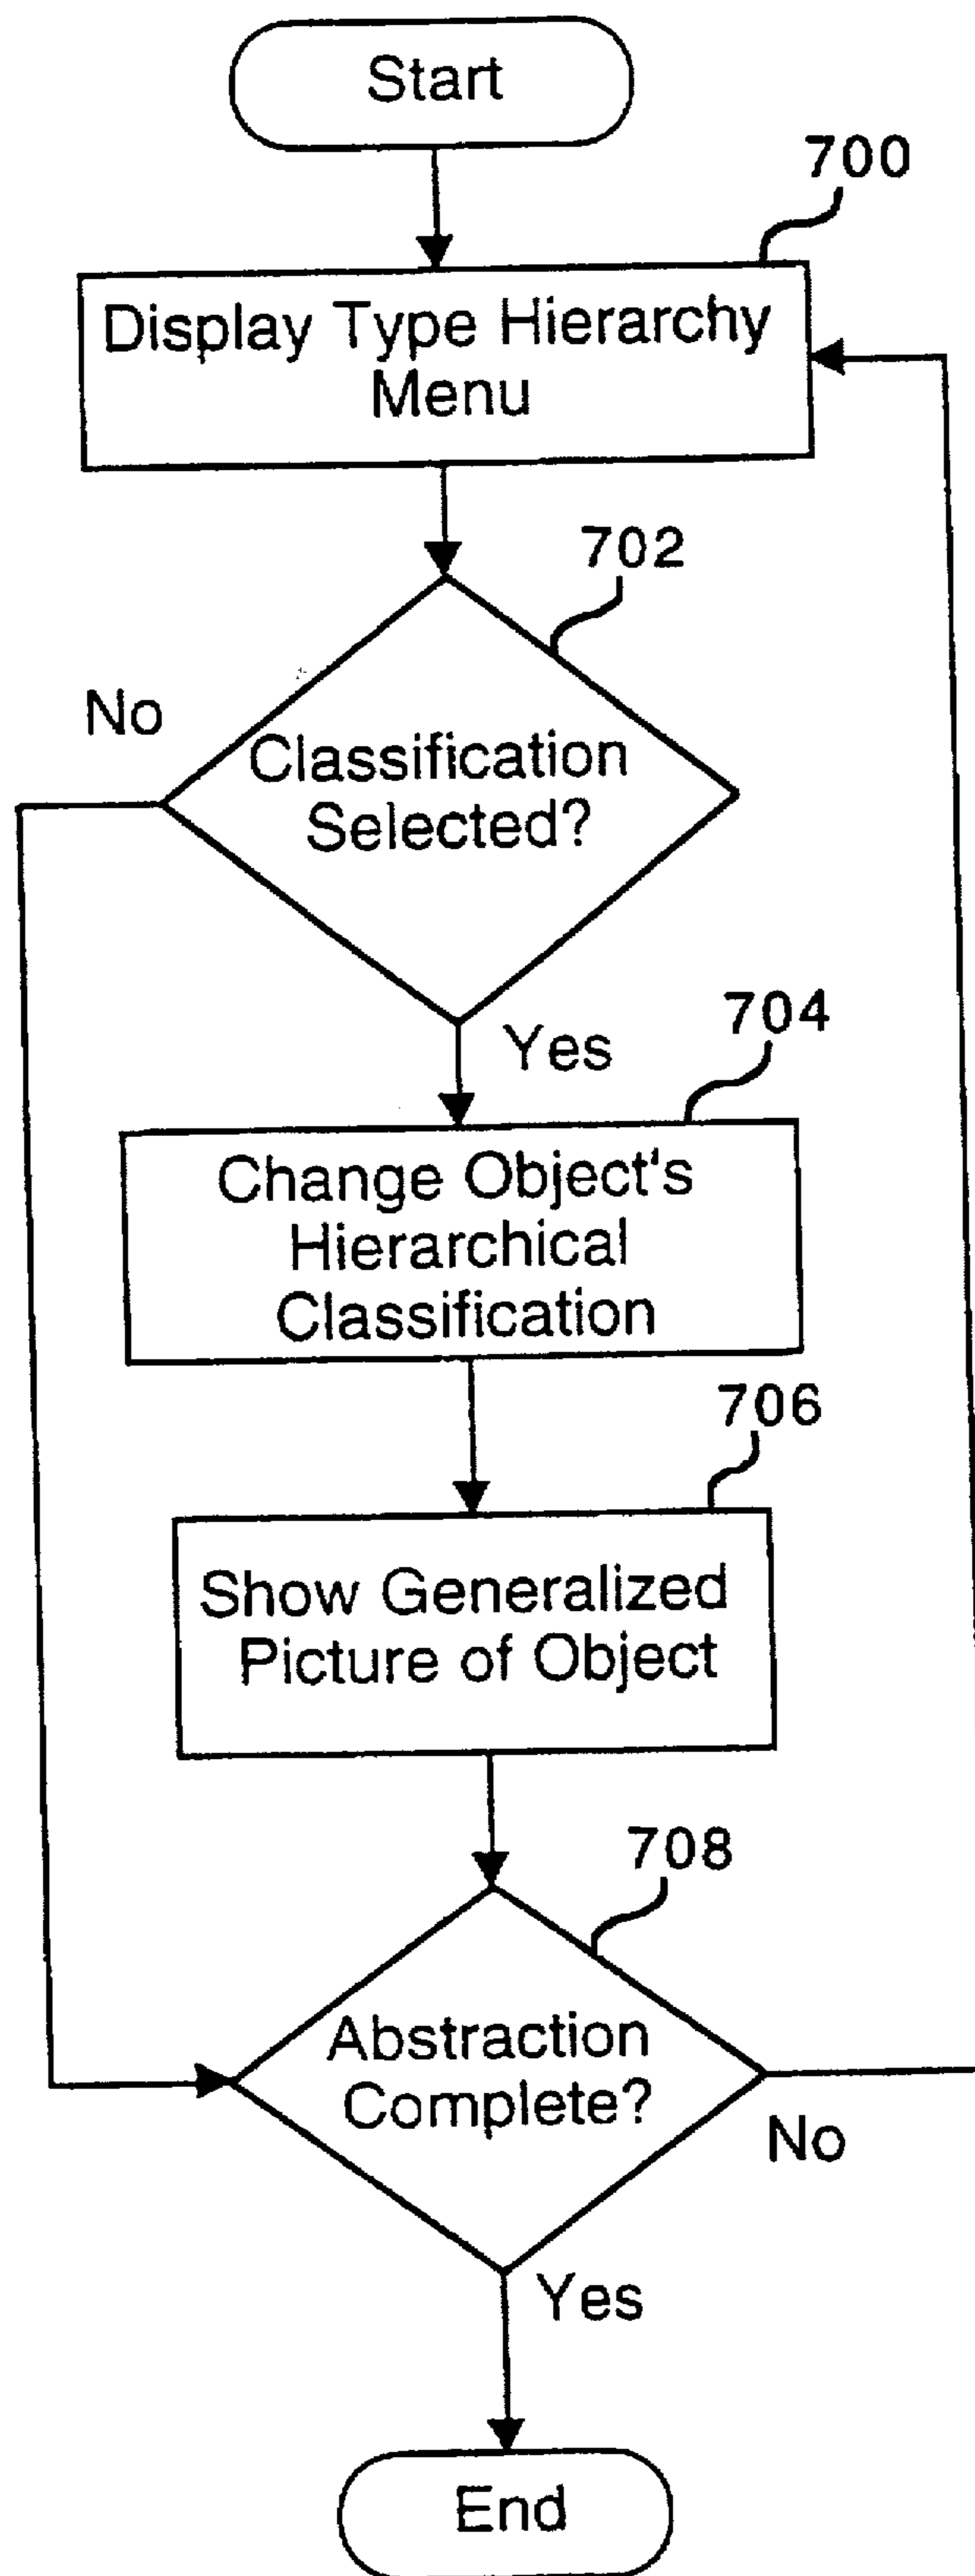 Start
700
Display Type Hierarchy
Menu
702
No
Classification
Selected?
Yes
704
Change Object's
Hierarchical
Classification
706
Show Generalized
Picture of Object
708
Abstraction
Complete?
No
Yes
End